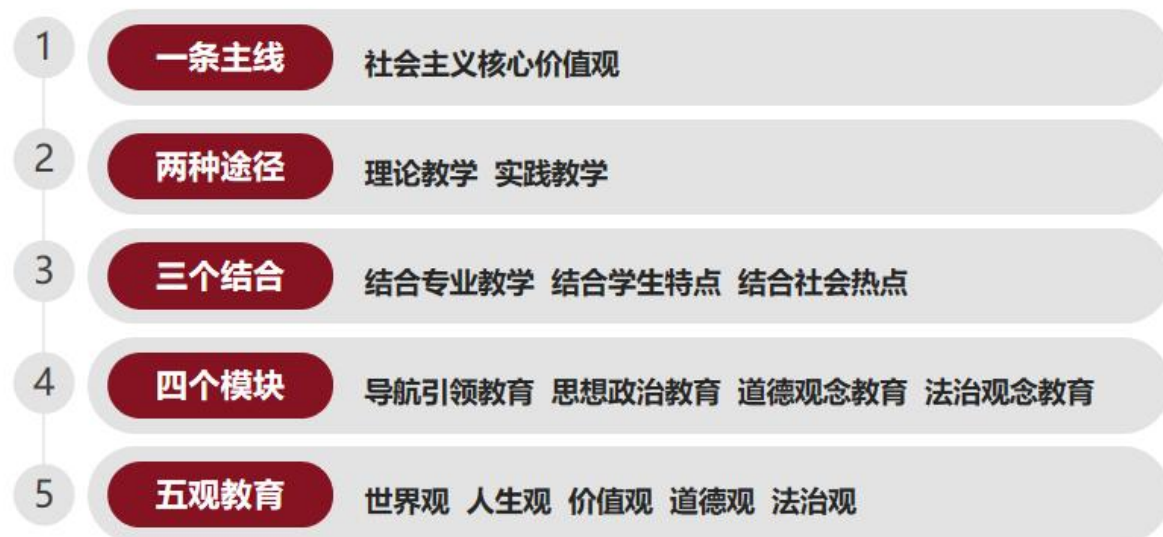 1 一条主线 社会主义核心价值观
2 两种途径 理论教学 实践教学
3 三个结合 结合专业教学 结合学生特点 结合社会热点
4 四个模块 导航引领教育 思想政治教育 道德观念教育 法治观念教育
5 五观教育 世界观 人生观 价值观 道德观 法治观